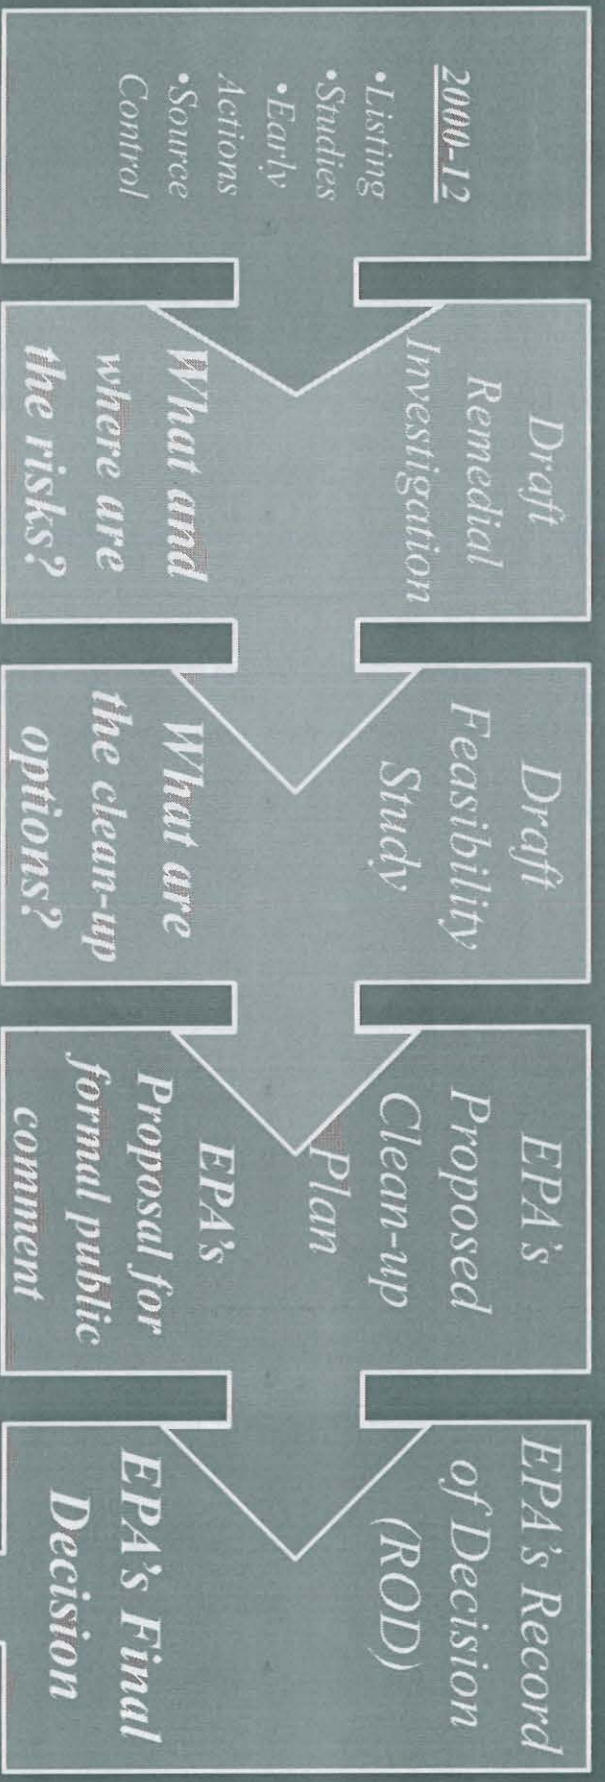 2000-12
•Listing
•Studies
•Early
Actions
•Source
Control
Draft
Remedial
Investigation
What and
where are
the risks?
Draft
Feasibility
Study
What are
the clean-up
options?
EPA's
Proposed
Clean-up
Plan
EPA's
Proposal for
formal public
comment
EPA's Record
of Decision
(ROD)
EPA's Final
Decision